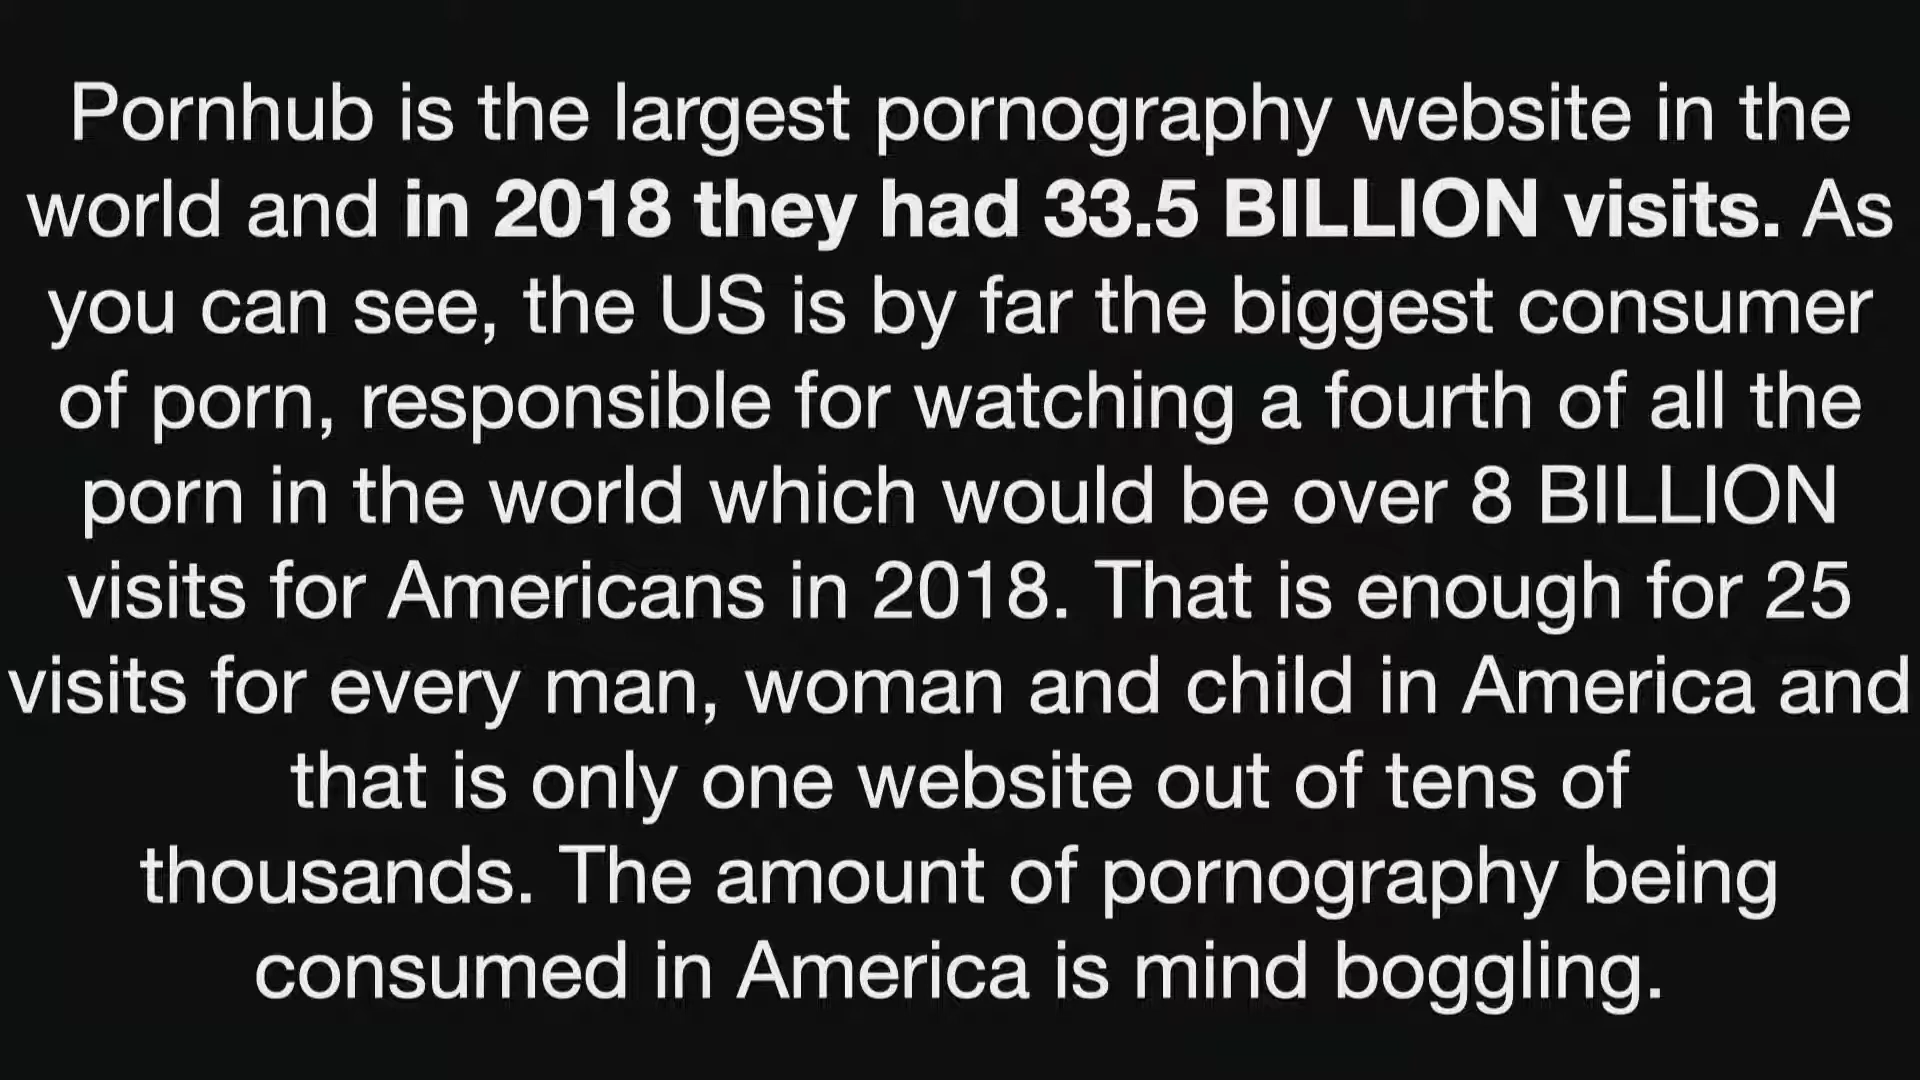 Pornhub is the largest pornography website in the
world and in 2018 they had 33.5 BILLION visits. As
you can see, the US is by far the biggest consumer
of porn, responsible for watching a fourth of all the
porn in the world which would be over 8 BILLION
visits for Americans in 2018. That is enough for 25
visits for every man, woman and child in America and
that is only one website out of tens of
thousands. The amount of pornography being
consumed in America is mind boggling.